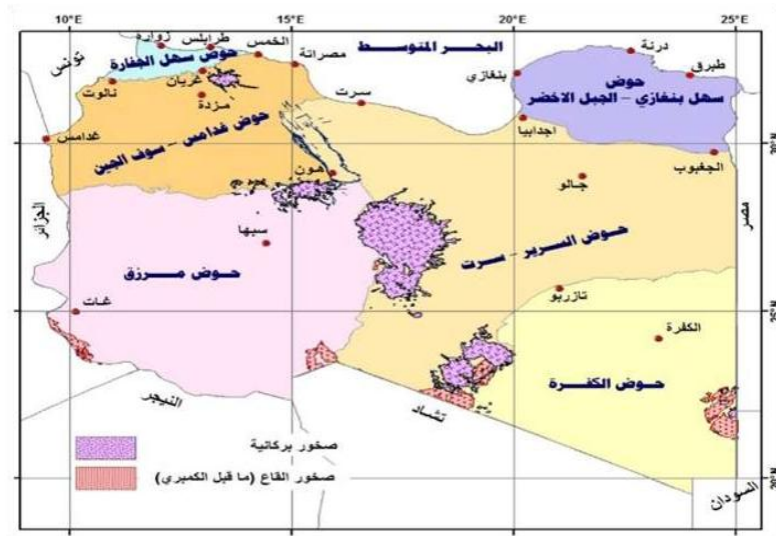 10°E 15°E 20°E 25°E
البحر المتوسط
تونس
زواره
طرابلس
الخمس
مصراتة
حوض سهل الجفارة
غريان
نالوت
مزدة
سرت
بنغازي
درنة
طبرق
حوض
سهل بنغازي - الجبل الاخضر
اجدابيا
الجغبوب
غدامس
حوض غدامس - سوف الجين
هون
جالو
الجزائر
مصر
سبها
حوض السرير - سرت
حوض مرزق
غات
تازربو
25°N
الكفرة
حوض الكفرة
النيجر
تشاد
السودان
صخور بركانية
صخور القاع (ما قبل الكمبري)